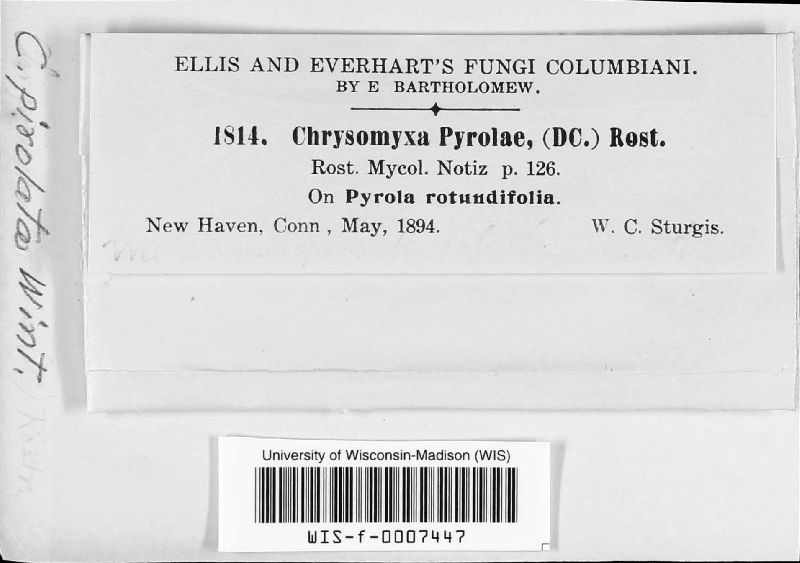 ELLIS AND EVERHART'S FUNGI COLUMBIANI.
BY E BARTHOLOMEW.
1814. Chrysomyxa Pyrolae, (DC.) Rost.
Rost. Mycol. Notiz p. 126.
On Pyrola rotundifolia.
New Haven, Conn , May, 1894. W. C. Sturgis.
C. pirolata Wint.
University of Wisconsin-Madison (WIS)
WIS-f-0007447